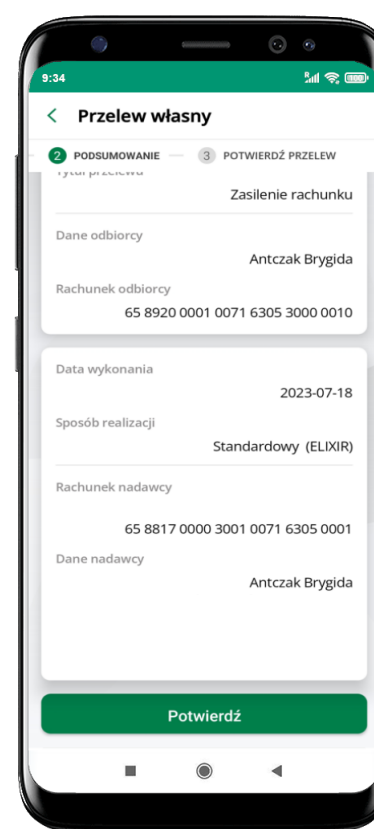 9:34
Przelew własny
2 PODSUMOWANIE 3 POTWIERDŹ PRZELEW
Tytuł przelewu
Zasilenie rachunku
Dane odbiorcy
Antczak Brygida
Rachunek odbiorcy
65 8920 0001 0071 6305 3000 0010
Data wykonania
2023-07-18
Sposób realizacji
Standardowy (ELIXIR)
Rachunek nadawcy
65 8817 0000 3001 0071 6305 0001
Dane nadawcy
Antczak Brygida
Potwierdź